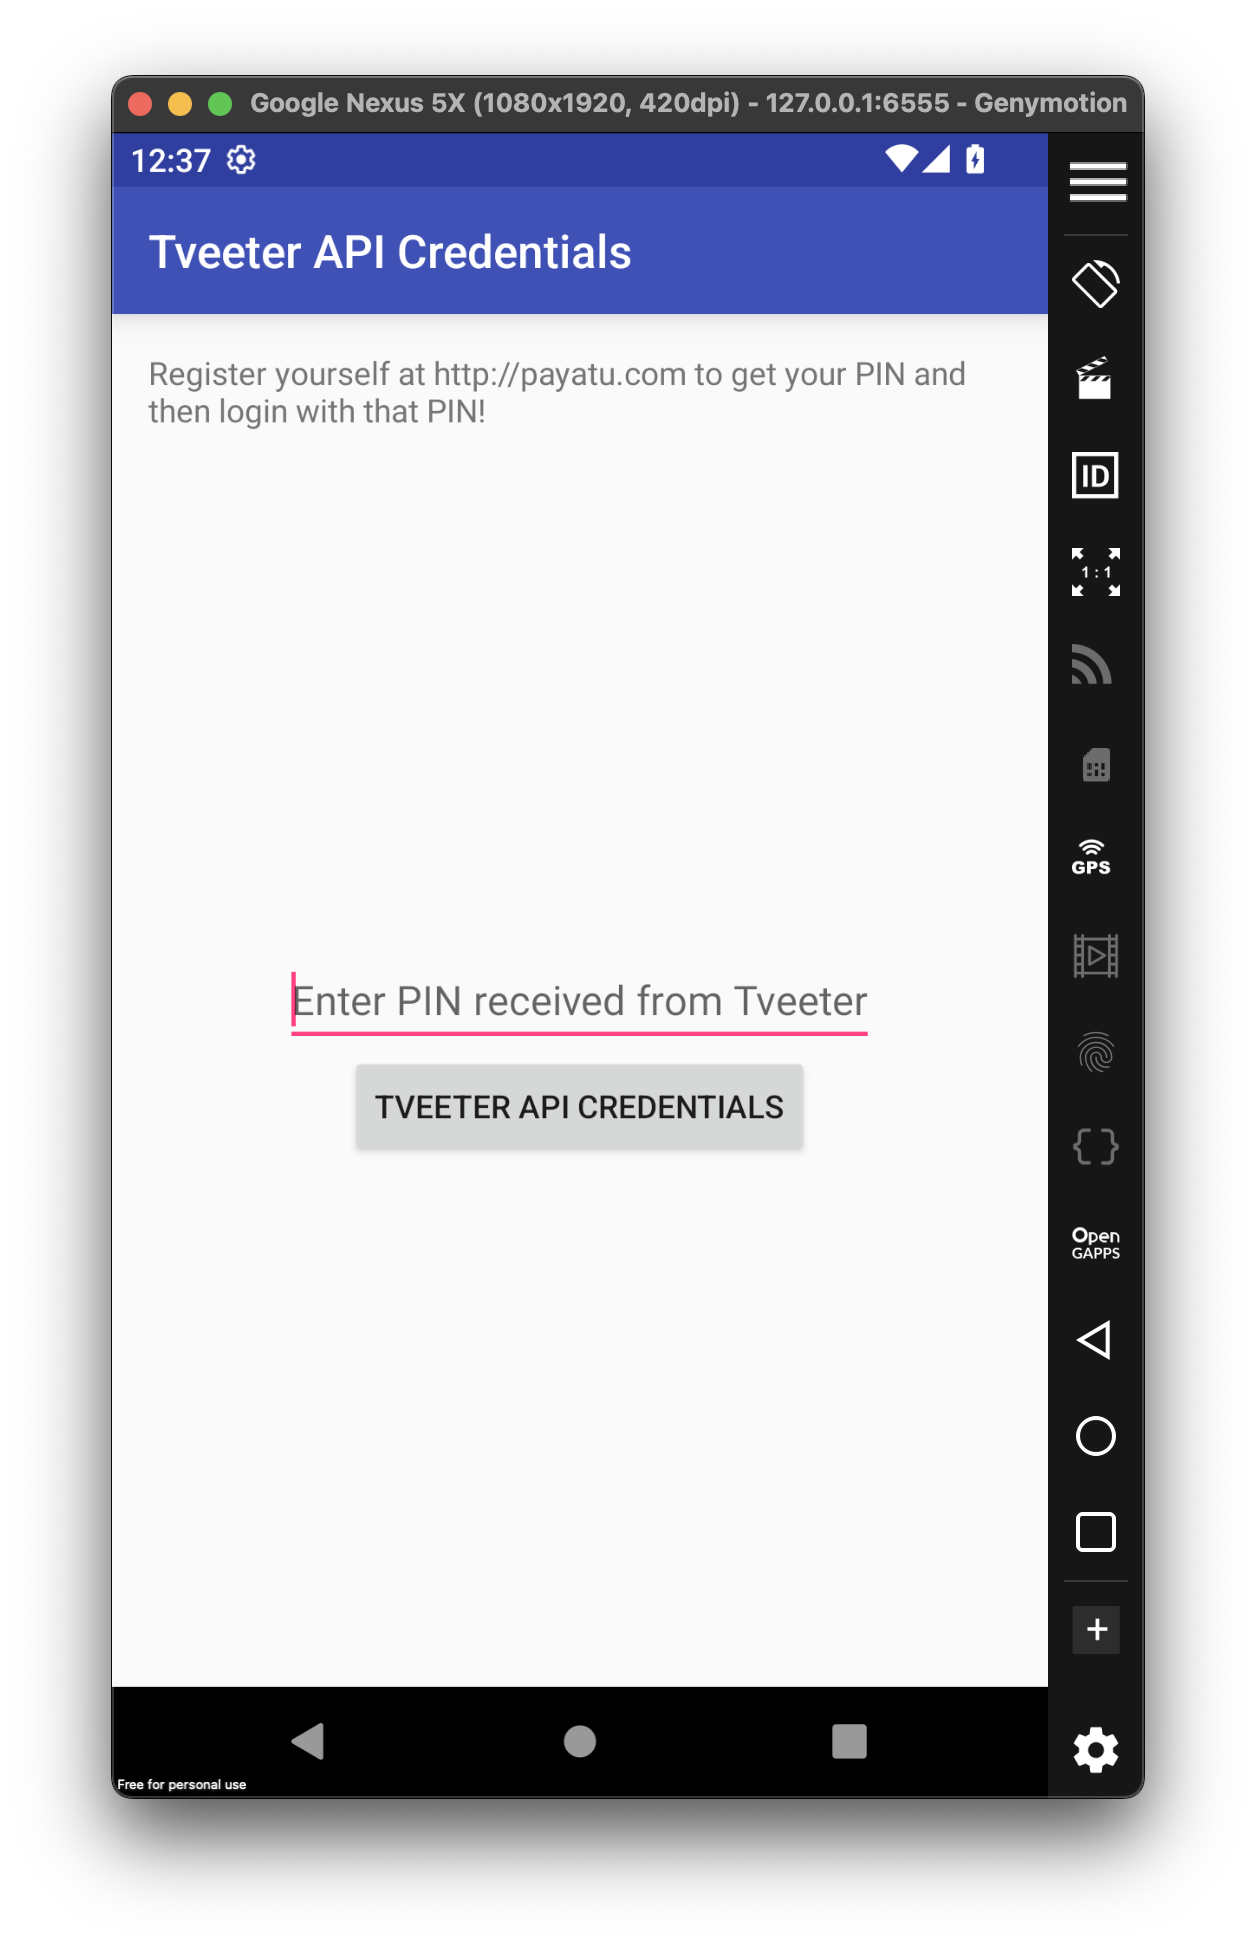 Google Nexus 5X (1080x1920, 420dpi) - 127.0.0.1:6555 - Genymotion
12:37
Tveeter API Credentials
Register yourself at http://payatu.com to get your PIN and
then login with that PIN!
ID
1 : 1
GPS
Enter PIN received from Tveeter
TVEETER API CREDENTIALS
Open
GAPPS
Free for personal use